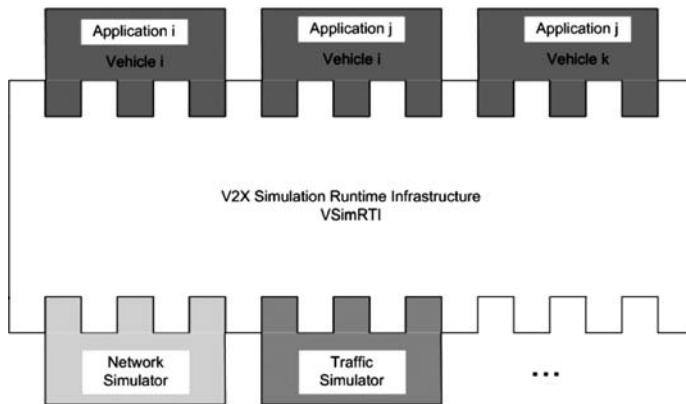 Application i
Vehicle i
Application j
Vehicle i
Application j
Vehicle k
V2X Simulation Runtime Infrastructure
VSimRTI
Network
Simulator
Traffic
Simulator
...